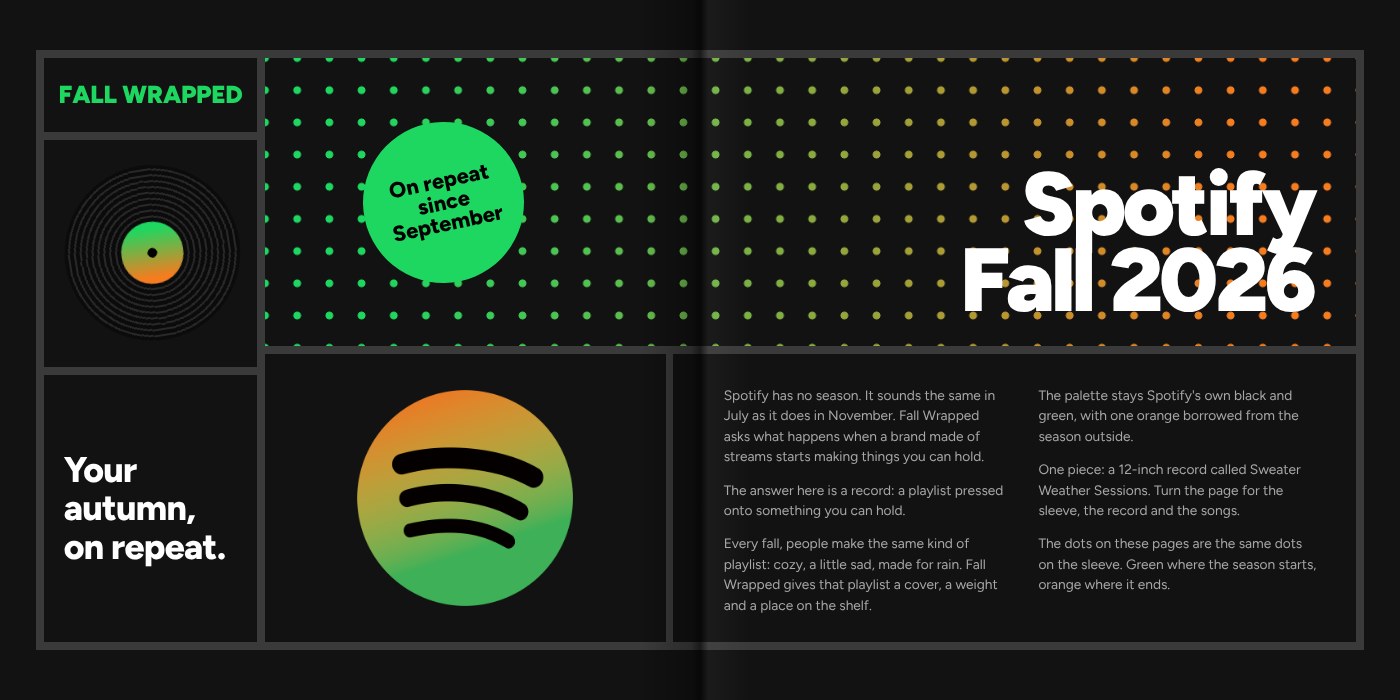 FALL WRAPPED
On repeat
since
September
Spotify
Fall 2026
Your
autumn,
on repeat.
Spotify has no season. It sounds the same in
July as it does in November. Fall Wrapped
asks what happens when a brand made of
streams starts making things you can hold.
The answer here is a record: a playlist pressed
onto something you can hold.
Every fall, people make the same kind of
playlist: cozy, a little sad, made for rain. Fall
Wrapped gives that playlist a cover, a weight
and a place on the shelf.
The palette stays Spotify's own black and
green, with one orange borrowed from the
season outside.
One piece: a 12-inch record called Sweater
Weather Sessions. Turn the page for the
sleeve, the record and the songs.
The dots on these pages are the same dots
on the sleeve. Green where the season starts,
orange where it ends.